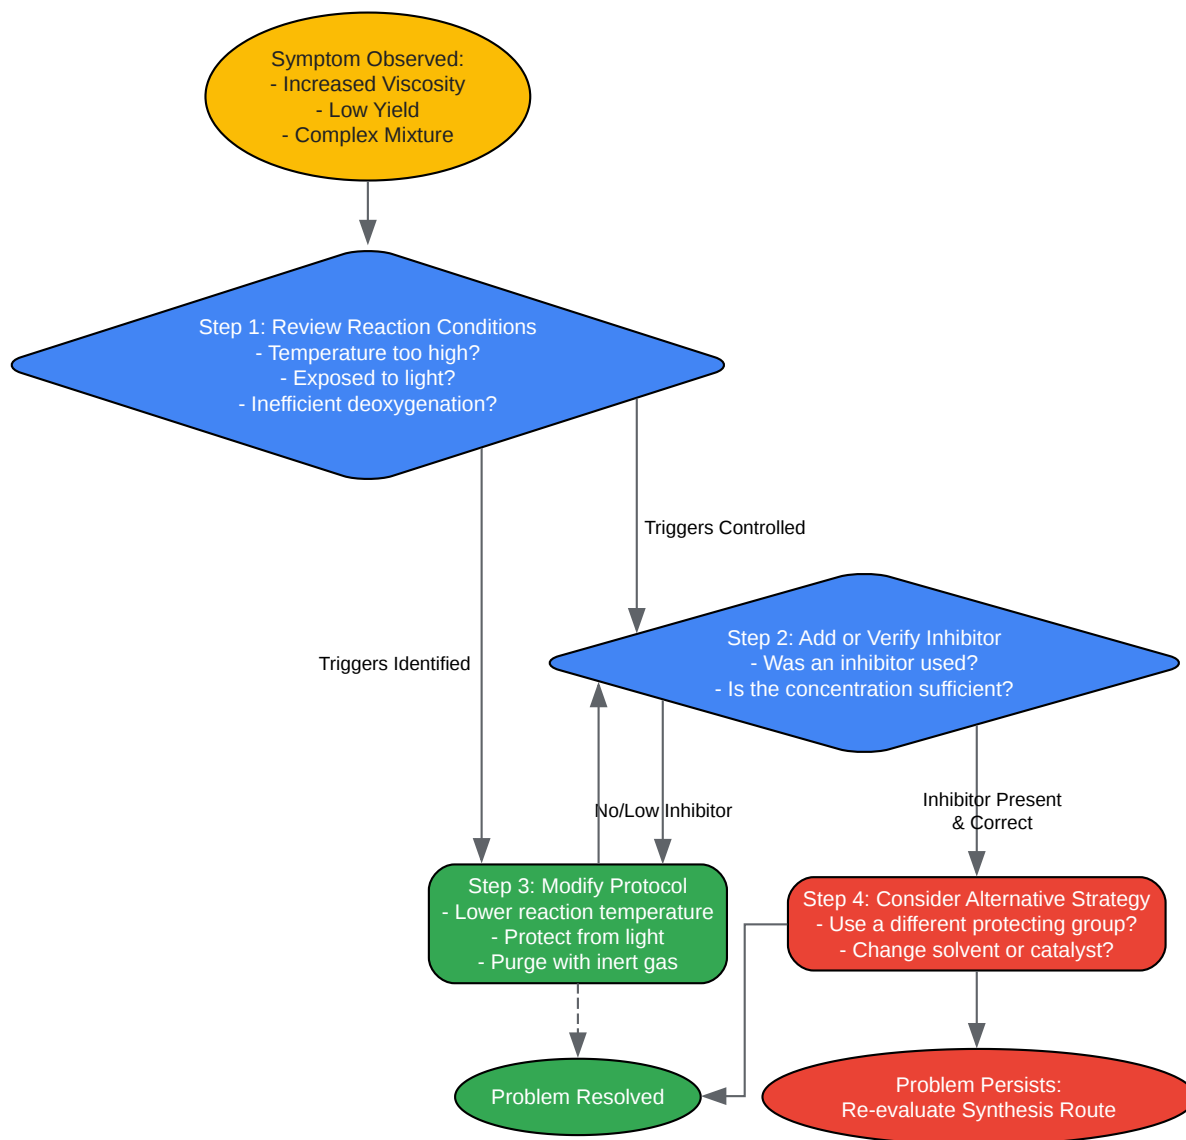 Symptom Observed:
- Increased Viscosity
- Low Yield
- Complex Mixture
Step 1: Review Reaction Conditions
- Temperature too high?
- Exposed to light?
- Inefficient deoxygenation?
Triggers Controlled
Triggers Identified
Step 2: Add or Verify Inhibitor
- Was an inhibitor used?
- Is the concentration sufficient?
No/Low Inhibitor
Inhibitor Present
& Correct
Step 3: Modify Protocol
- Lower reaction temperature
- Protect from light
- Purge with inert gas
Step 4: Consider Alternative Strategy
- Use a different protecting group?
- Change solvent or catalyst?
Problem Resolved
Problem Persists:
Re-evaluate Synthesis Route